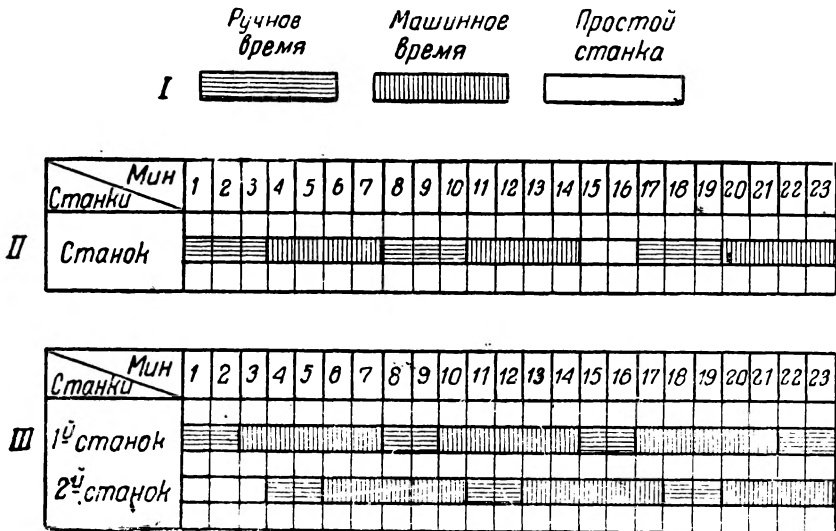 Ручное
время
Машинное
время
Простой
станка
I
Мин
Станки
1 2 3 4 5 6 7 8 9 10 11 12 13 14 15 16 17 18 19 20 21 22 23
II
Станок
Мин
Станки
1 2 3 4 5 6 7 8 9 10 11 12 13 14 15 16 17 18 19 20 21 22 23
III
1й станок
2й станок